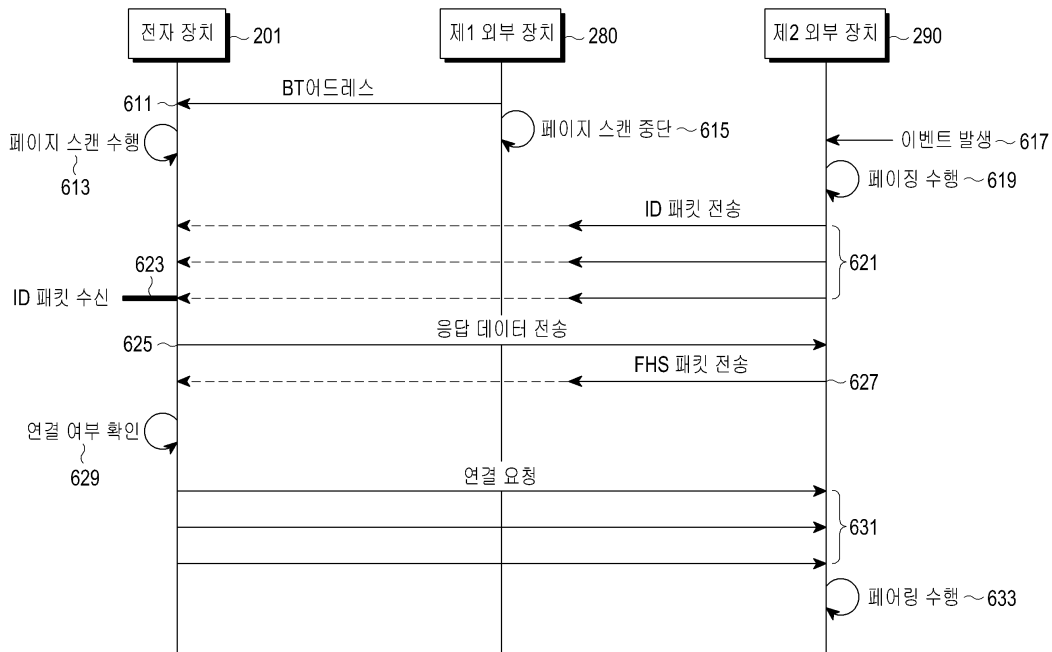 전자 장치
201
제1 외부 장치
280
제2 외부 장치
290
BT어드레스
611
페이지 스캔 수행
613
페이지 스캔 중단
615
이벤트 발생
617
페이징 수행
619
ID 패킷 전송
621
623
ID 패킷 수신
응답 데이터 전송
625
FHS 패킷 전송
627
연결 여부 확인
629
연결 요청
631
페어링 수행
633